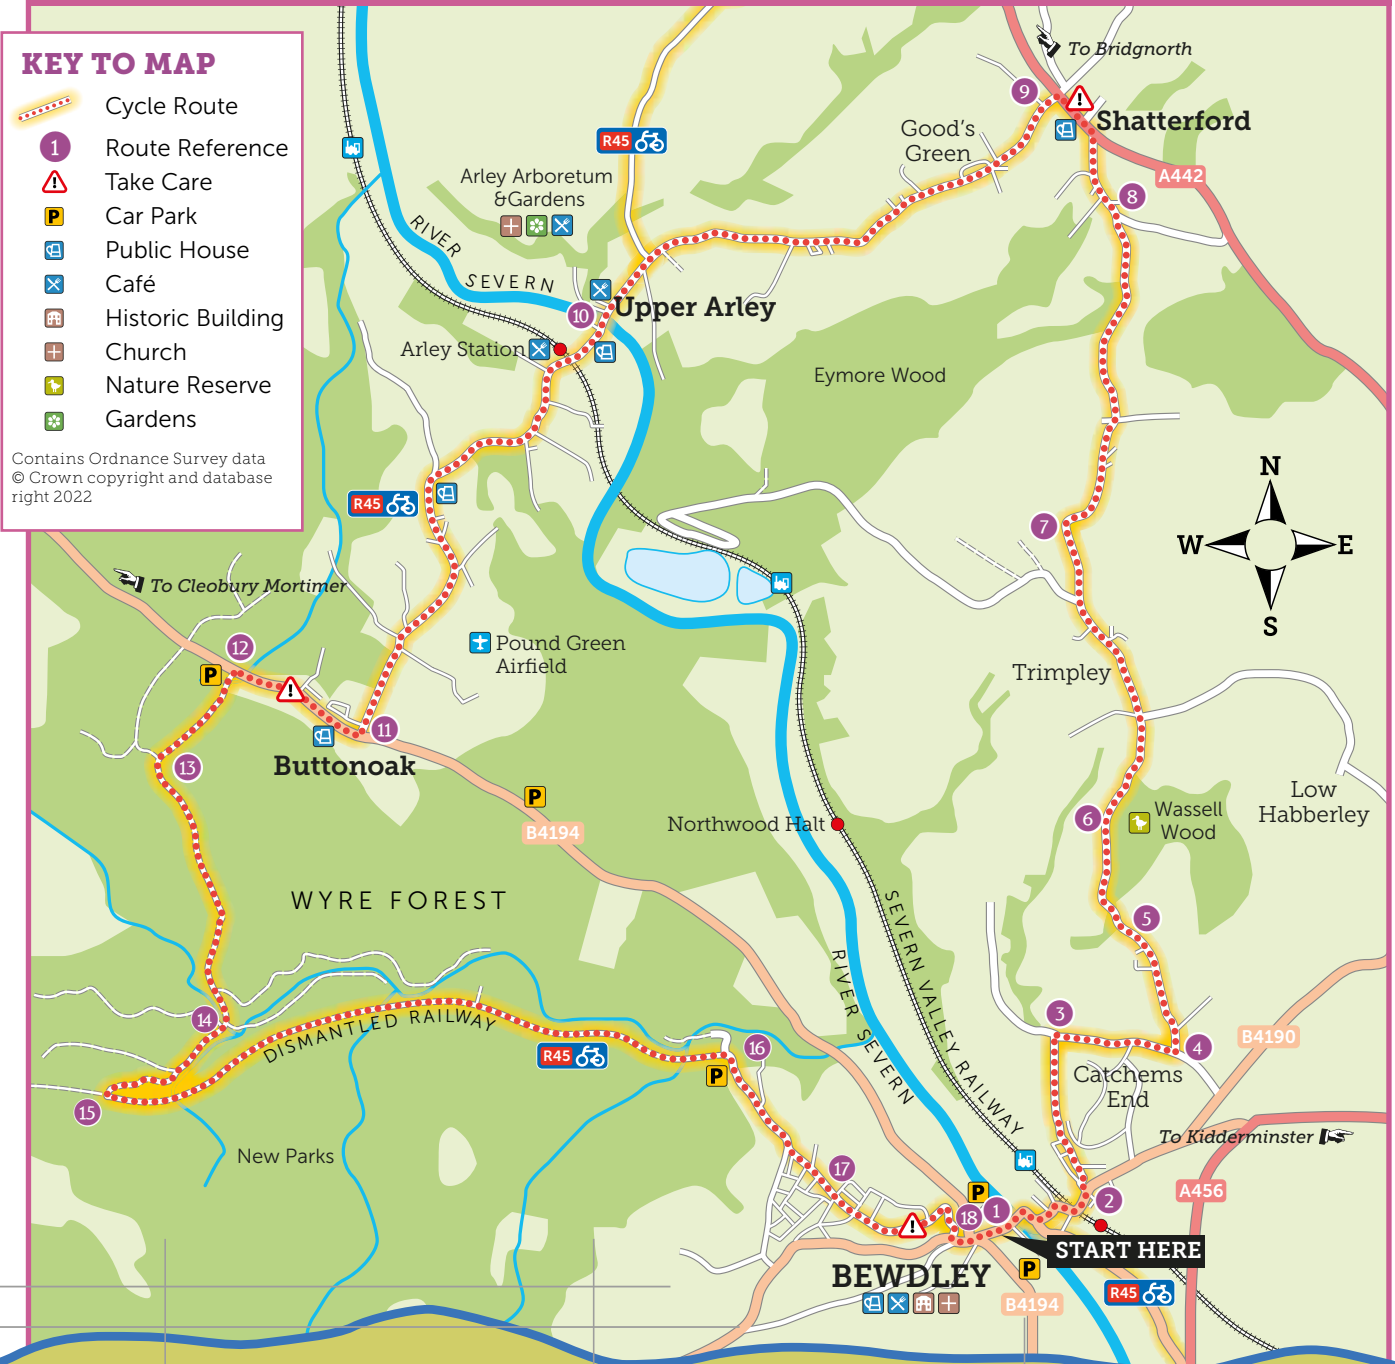 KEY TO MAP
Cycle Route
1 Route Reference
Take Care
P Car Park
Public House
Café
Historic Building
Church
Nature Reserve
Gardens
Contains Ordnance Survey data
© Crown copyright and database
right 2022
To Bridgnorth
9
Shatterford
Good's
Green
R45
A442
Arley Arboretum
&Gardens
8
RIVER
SEVERN
Upper Arley
10
Arley Station
Eymore Wood
N
W
E
S
R45
7
To Cleobury Mortimer
Pound Green
Airfield
12
P
Trimpley
11
Buttonoak
13
P
B4194
Northwood Halt
6
Wassell
Wood
Low
Habberley
WYRE FOREST
5
SEVERN VALLEY RAILWAY
RIVER SEVERN
14
DISMANTLED RAILWAY
3
4
B4190
R45
16
P
Catchems
End
15
New Parks
To Kidderminster
17
P
A456
18
1
2
START HERE
BEWDLEY
P
B4194
R45